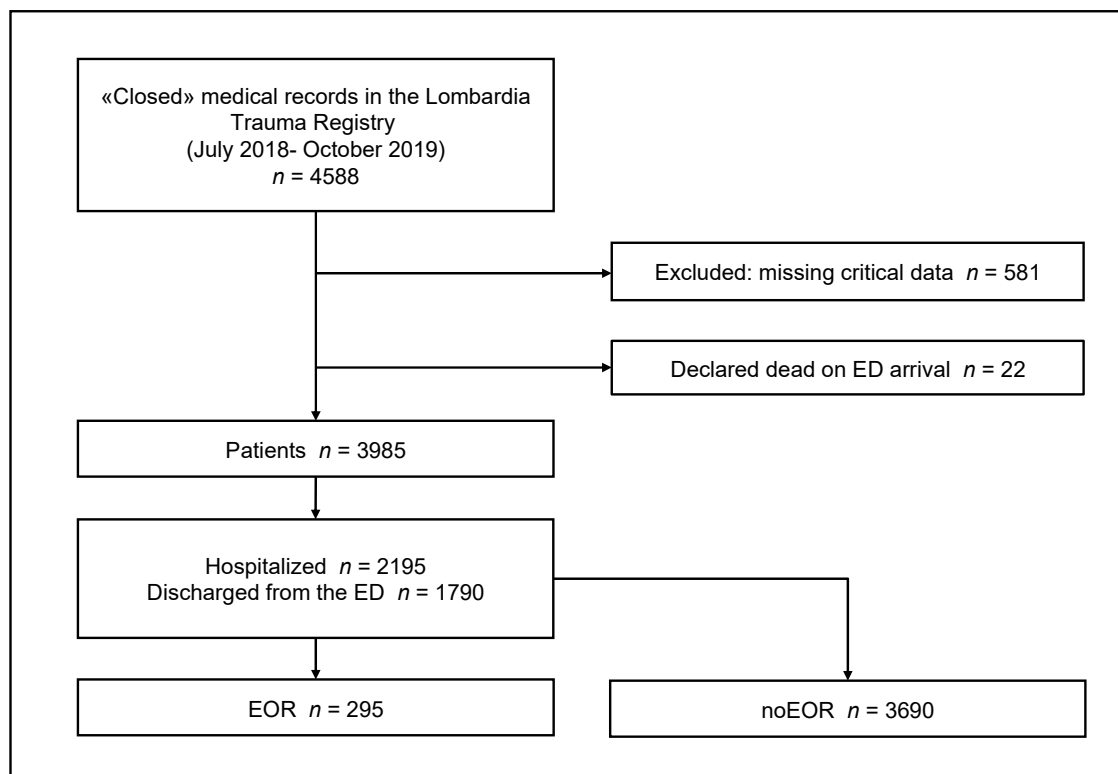 «Closed» medical records in the Lombardia
Trauma Registry
(July 2018- October 2019)
n = 4588
Excluded: missing critical data n = 581
Declared dead on ED arrival n = 22
Patients n = 3985
Hospitalized n = 2195
Discharged from the ED n = 1790
EOR n = 295
noEOR n = 3690